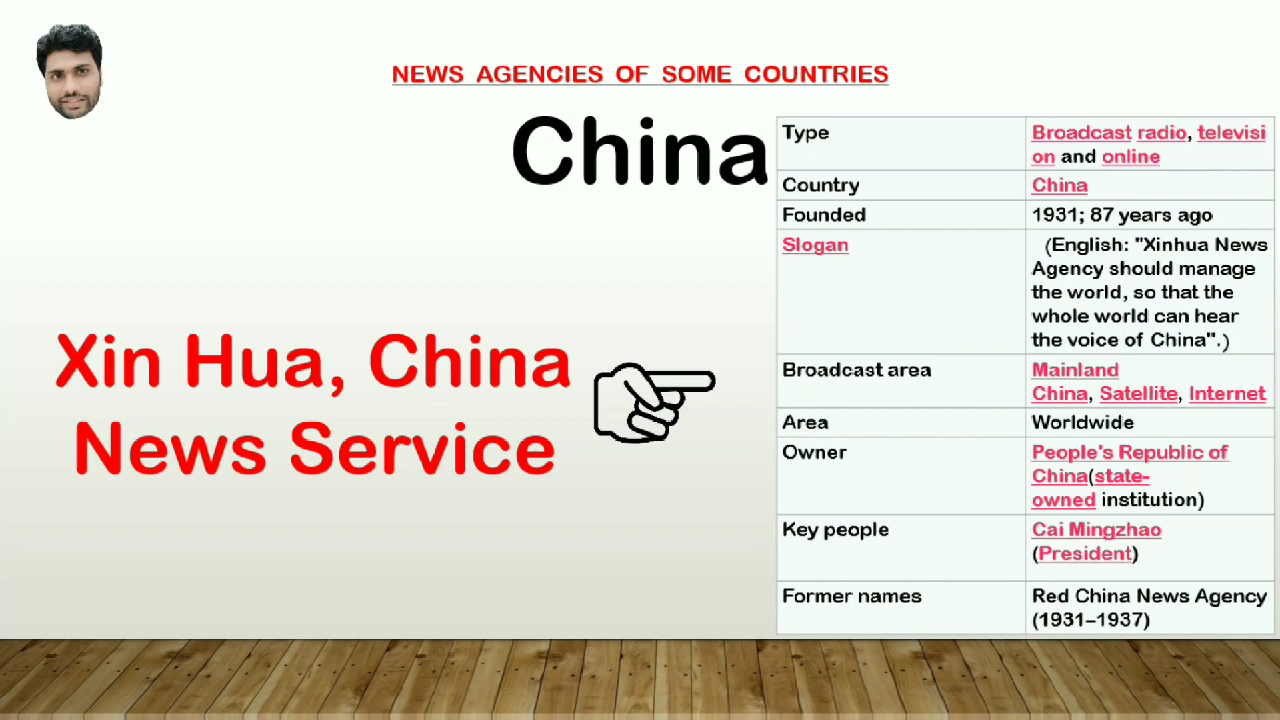 NEWS AGENCIES OF SOME COUNTRIES
China
Xin Hua, China
News Service
Type
Broadcast radio, televisi
on and online
Country
China
Founded
1931; 87 years ago
Slogan
(English: "Xinhua News
Agency should manage
the world, so that the
whole world can hear
the voice of China".)
Broadcast area
Mainland
China, Satellite, Internet
Area
Worldwide
Owner
People's Republic of
China(state-
owned institution)
Key people
Cai Mingzhao
(President)
Former names
Red China News Agency
(1931–1937)